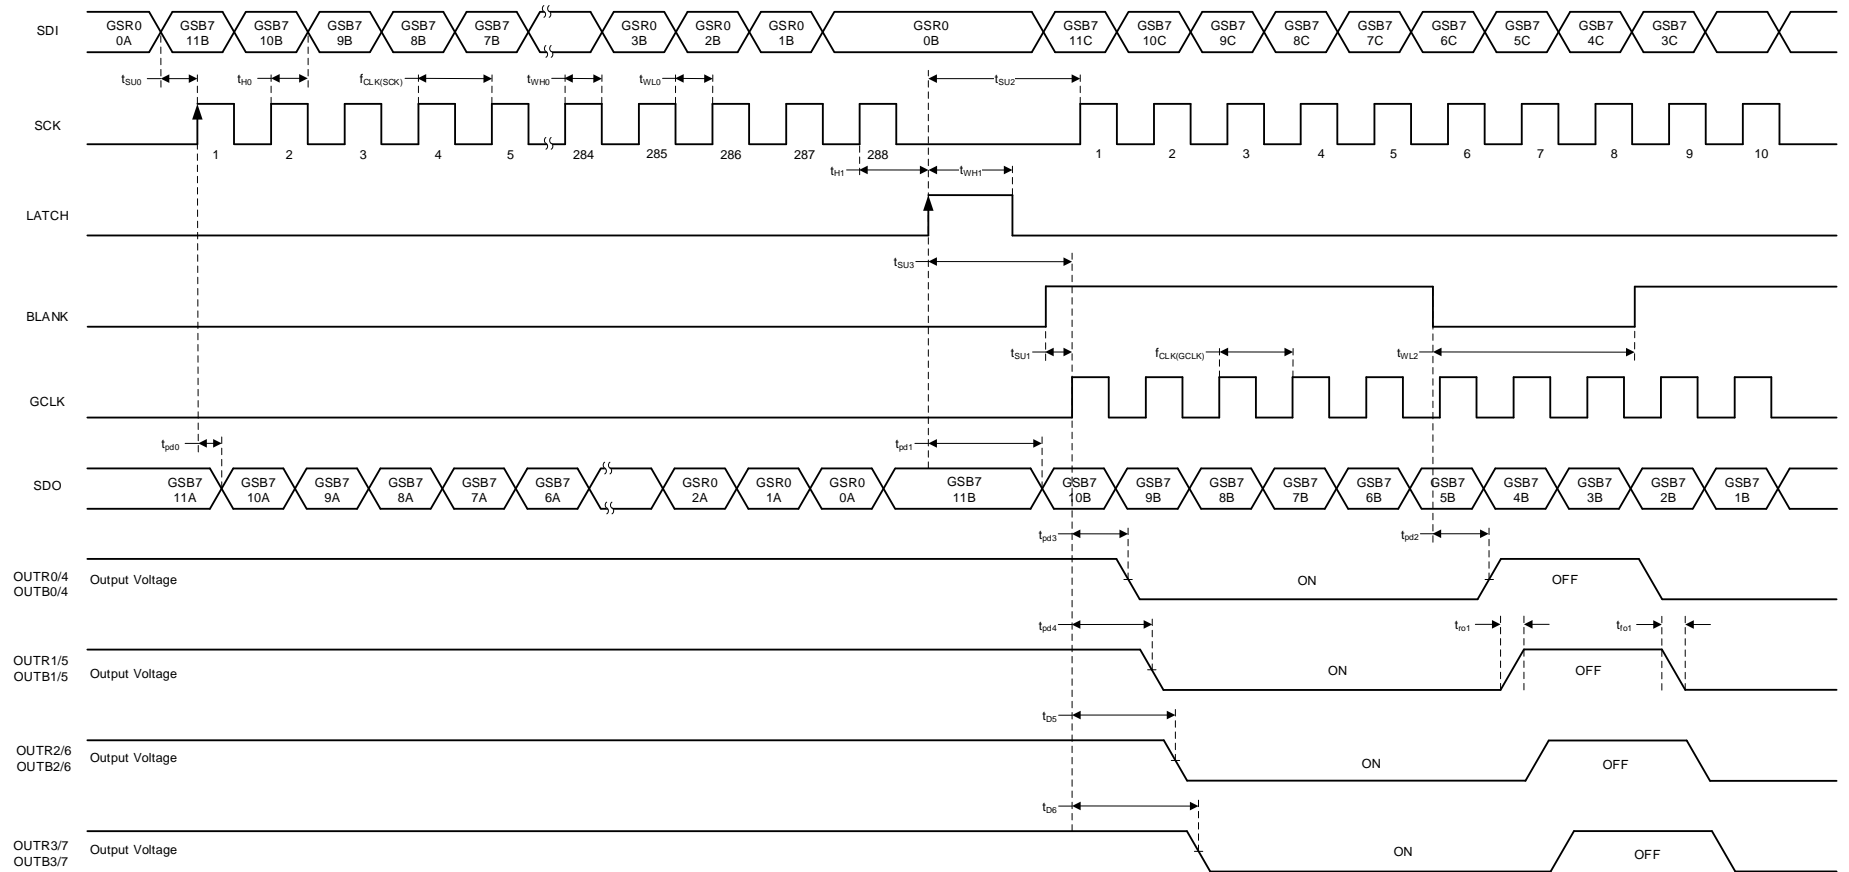 SDI
GSR0 0A
GSB7 11B
GSB7 10B
GSB7 9B
GSB7 8B
GSB7 7B
GSR0 3B
GSR0 2B
GSR0 1B
GSR0 0B
GSB7 11C
GSB7 10C
GSB7 9C
GSB7 8C
GSB7 7C
GSB7 6C
GSB7 5C
GSB7 4C
GSB7 3C
tSU0
tH0
fCLK(SCK)
tWH0
tWL0
tSU2
SCK
1 2 3 4 5 284 285 286 287 288 1 2 3 4 5 6 7 8 9 10
tH1
tWH1
LATCH
tSU3
BLANK
tSU1
fCLK(GCLK)
tWL2
GCLK
tpd0
tpd1
SDO
GSB7 11A
GSB7 10A
GSB7 9A
GSB7 8A
GSB7 7A
GSB7 6A
GSR0 2A
GSR0 1A
GSR0 0A
GSB7 11B
GSB7 10B
GSB7 9B
GSB7 8B
GSB7 7B
GSB7 6B
GSB7 5B
GSB7 4B
GSB7 3B
GSB7 2B
GSB7 1B
tpd3
tpd2
OUTR0/4
OUTB0/4
Output Voltage
ON
OFF
tpd4
tro1
tfo1
OUTR1/5
OUTB1/5
Output Voltage
ON
OFF
tD5
OUTR2/6
OUTB2/6
Output Voltage
ON
OFF
tD6
OUTR3/7
OUTB3/7
Output Voltage
ON
OFF